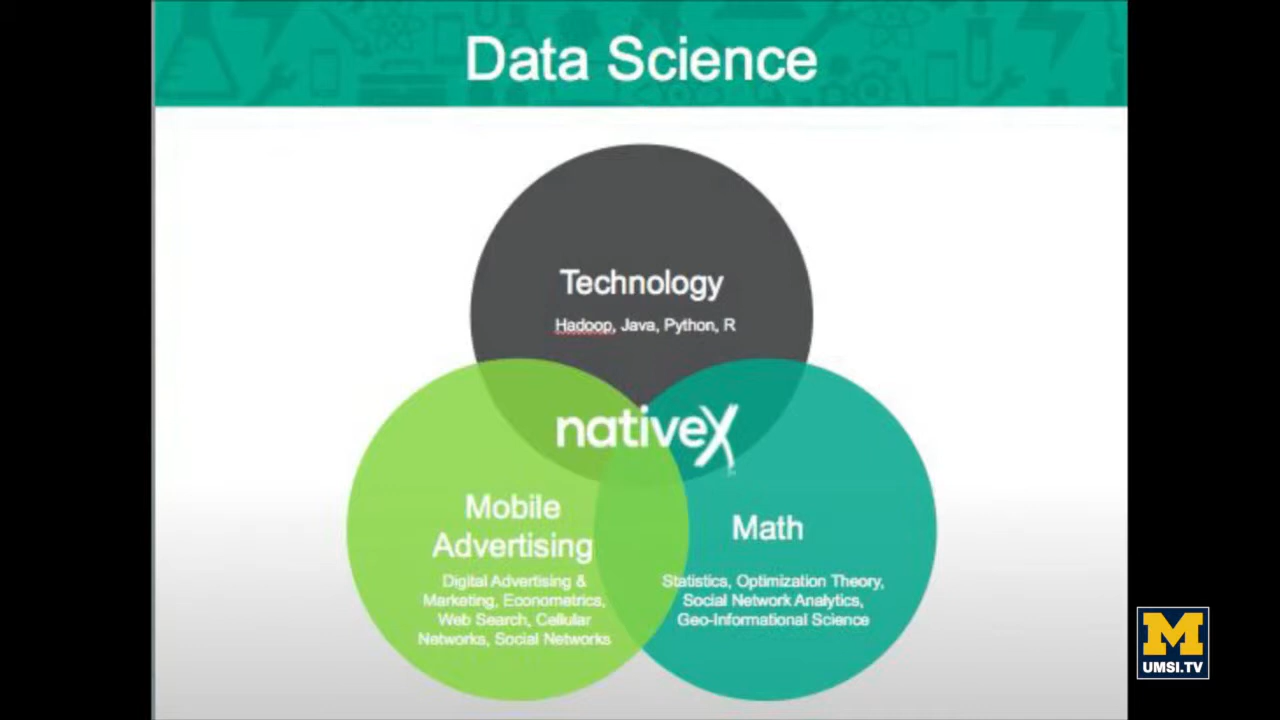 Data Science
Technology
Hadoop, Java, Python, R
nativeX
Mobile
Advertising
Digital Advertising &
Marketing, Econometrics,
Web Search, Cellular
Networks, Social Networks
Math
Statistics, Optimization Theory,
Social Network Analytics,
Geo-Informational Science
M
UMSI.TV